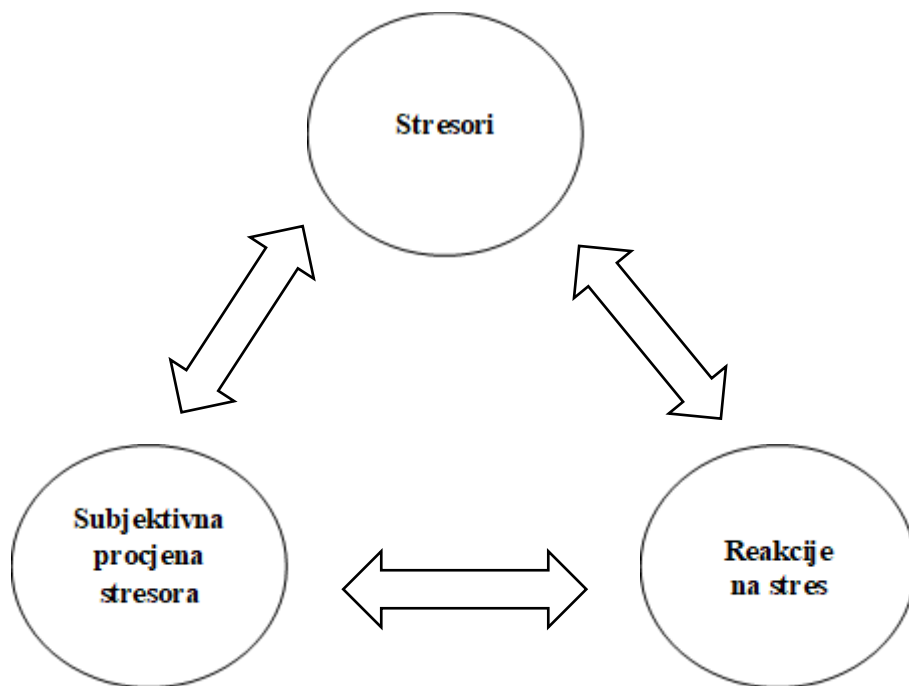 Stresori
Subjektivna
procjena
stresora
Reakcije
na stres